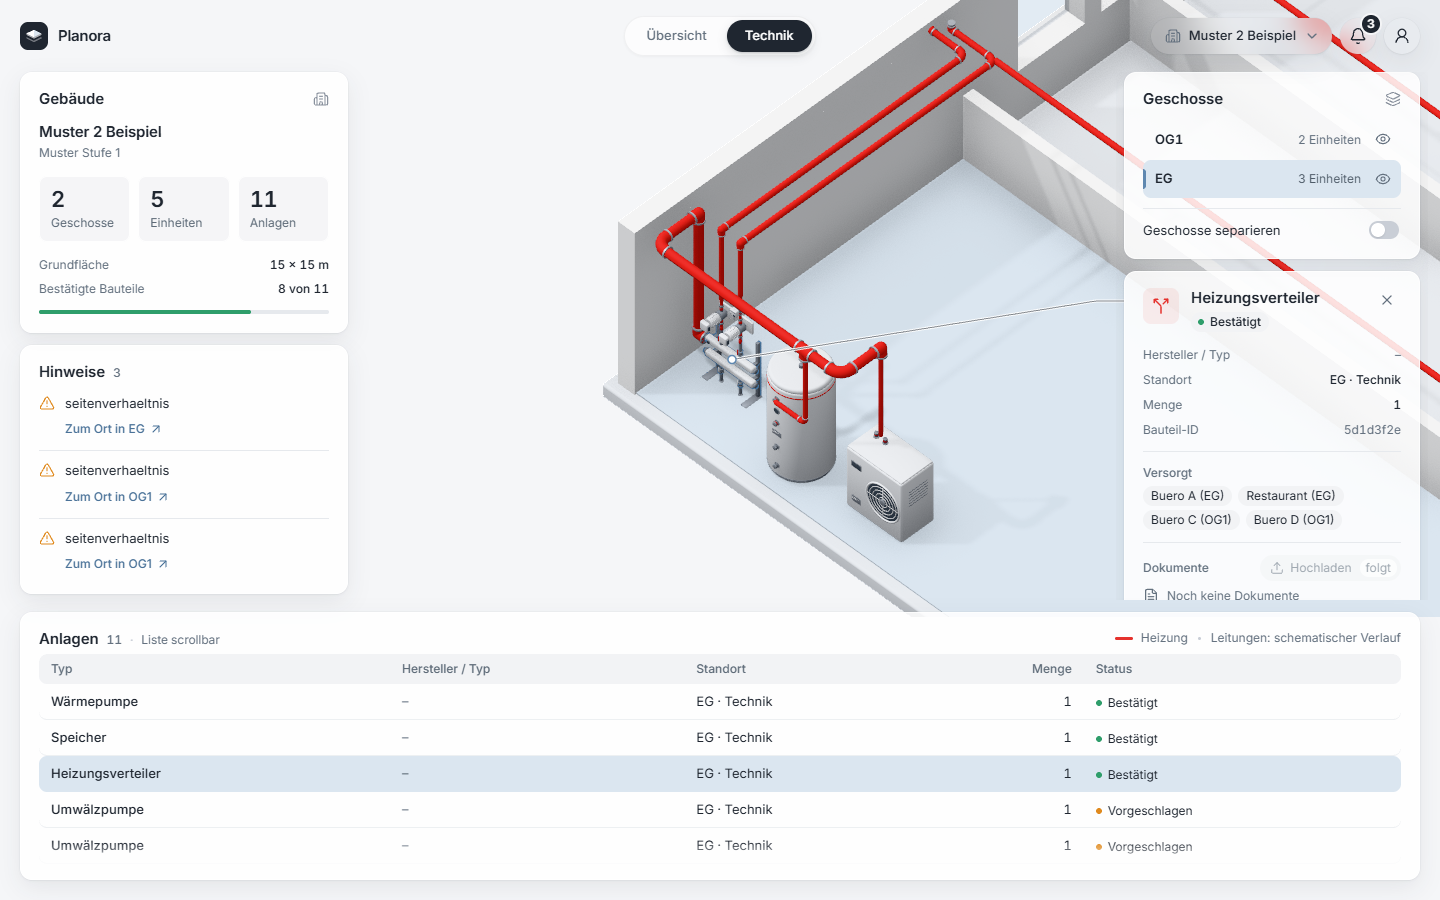 Planora
Übersicht
Technik
Muster 2 Beispiel
3
Gebäude
Muster 2 Beispiel
Muster Stufe 1
2
Geschosse
5
Einheiten
11
Anlagen
Grundfläche 15 × 15 m
Bestätigte Bauteile 8 von 11
Hinweise 3
seitenverhaeltnis
Zum Ort in EG
seitenverhaeltnis
Zum Ort in OG1
seitenverhaeltnis
Zum Ort in OG1
Geschosse
OG1 2 Einheiten
EG 3 Einheiten
Geschosse separieren
Heizungsverteiler
Bestätigt
Hersteller / Typ –
Standort EG · Technik
Menge 1
Bauteil-ID 5d1d3f2e
Versorgt
Buero A (EG) Restaurant (EG)
Buero C (OG1) Buero D (OG1)
Dokumente Hochladen folgt
Noch keine Dokumente
Anlagen 11 · Liste scrollbar
Heizung · Leitungen: schematischer Verlauf
Typ Hersteller / Typ Standort Menge Status
Wärmepumpe – EG · Technik 1 Bestätigt
Speicher – EG · Technik 1 Bestätigt
Heizungsverteiler – EG · Technik 1 Bestätigt
Umwälzpumpe – EG · Technik 1 Vorgeschlagen
Umwälzpumpe – EG · Technik 1 Vorgeschlagen